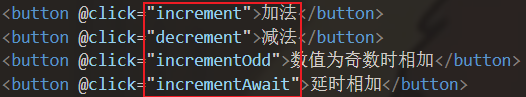 <button @click="increment">加法</button>
<button @click="decrement">减法</button>
<button @click="incrementOdd">数值为奇数时相加</button>
<button @click="incrementAwait">延时相加</button>